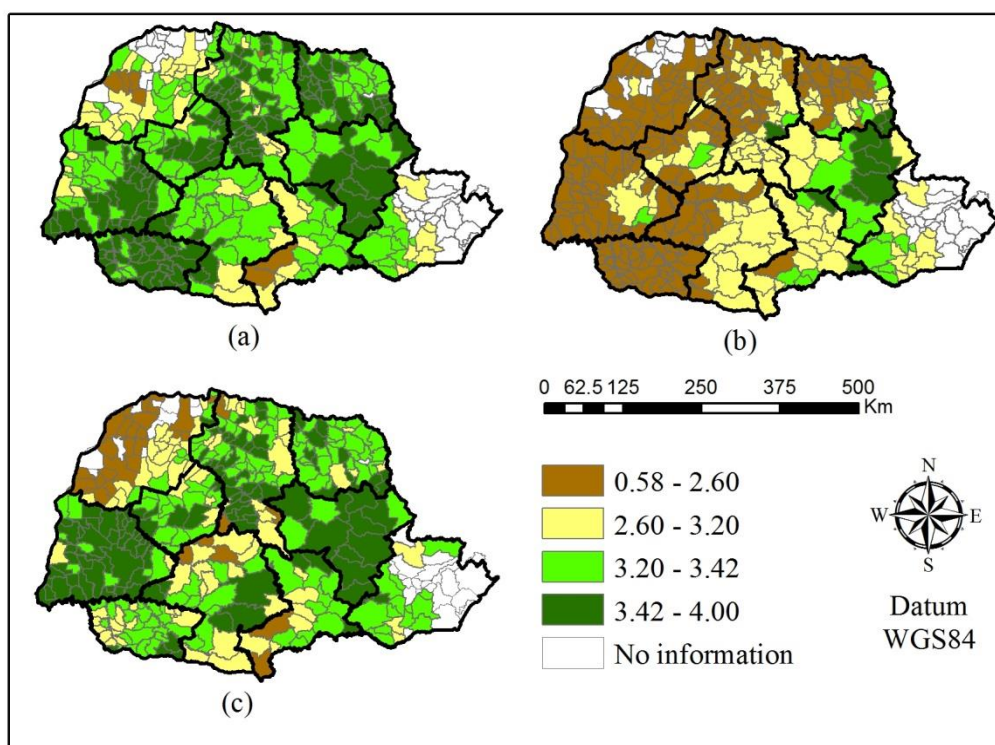 (a)
(b)
0 62.5 125 250 375 500
Km
0.58 - 2.60
2.60 - 3.20
3.20 - 3.42
3.42 - 4.00
No information
N
W E
S
Datum
WGS84
(c)